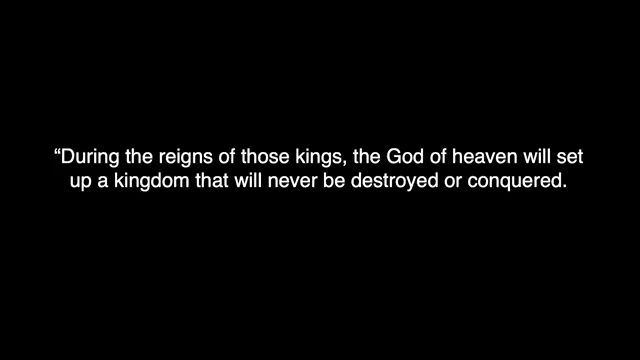 “During the reigns of those kings, the God of heaven will set
up a kingdom that will never be destroyed or conquered.